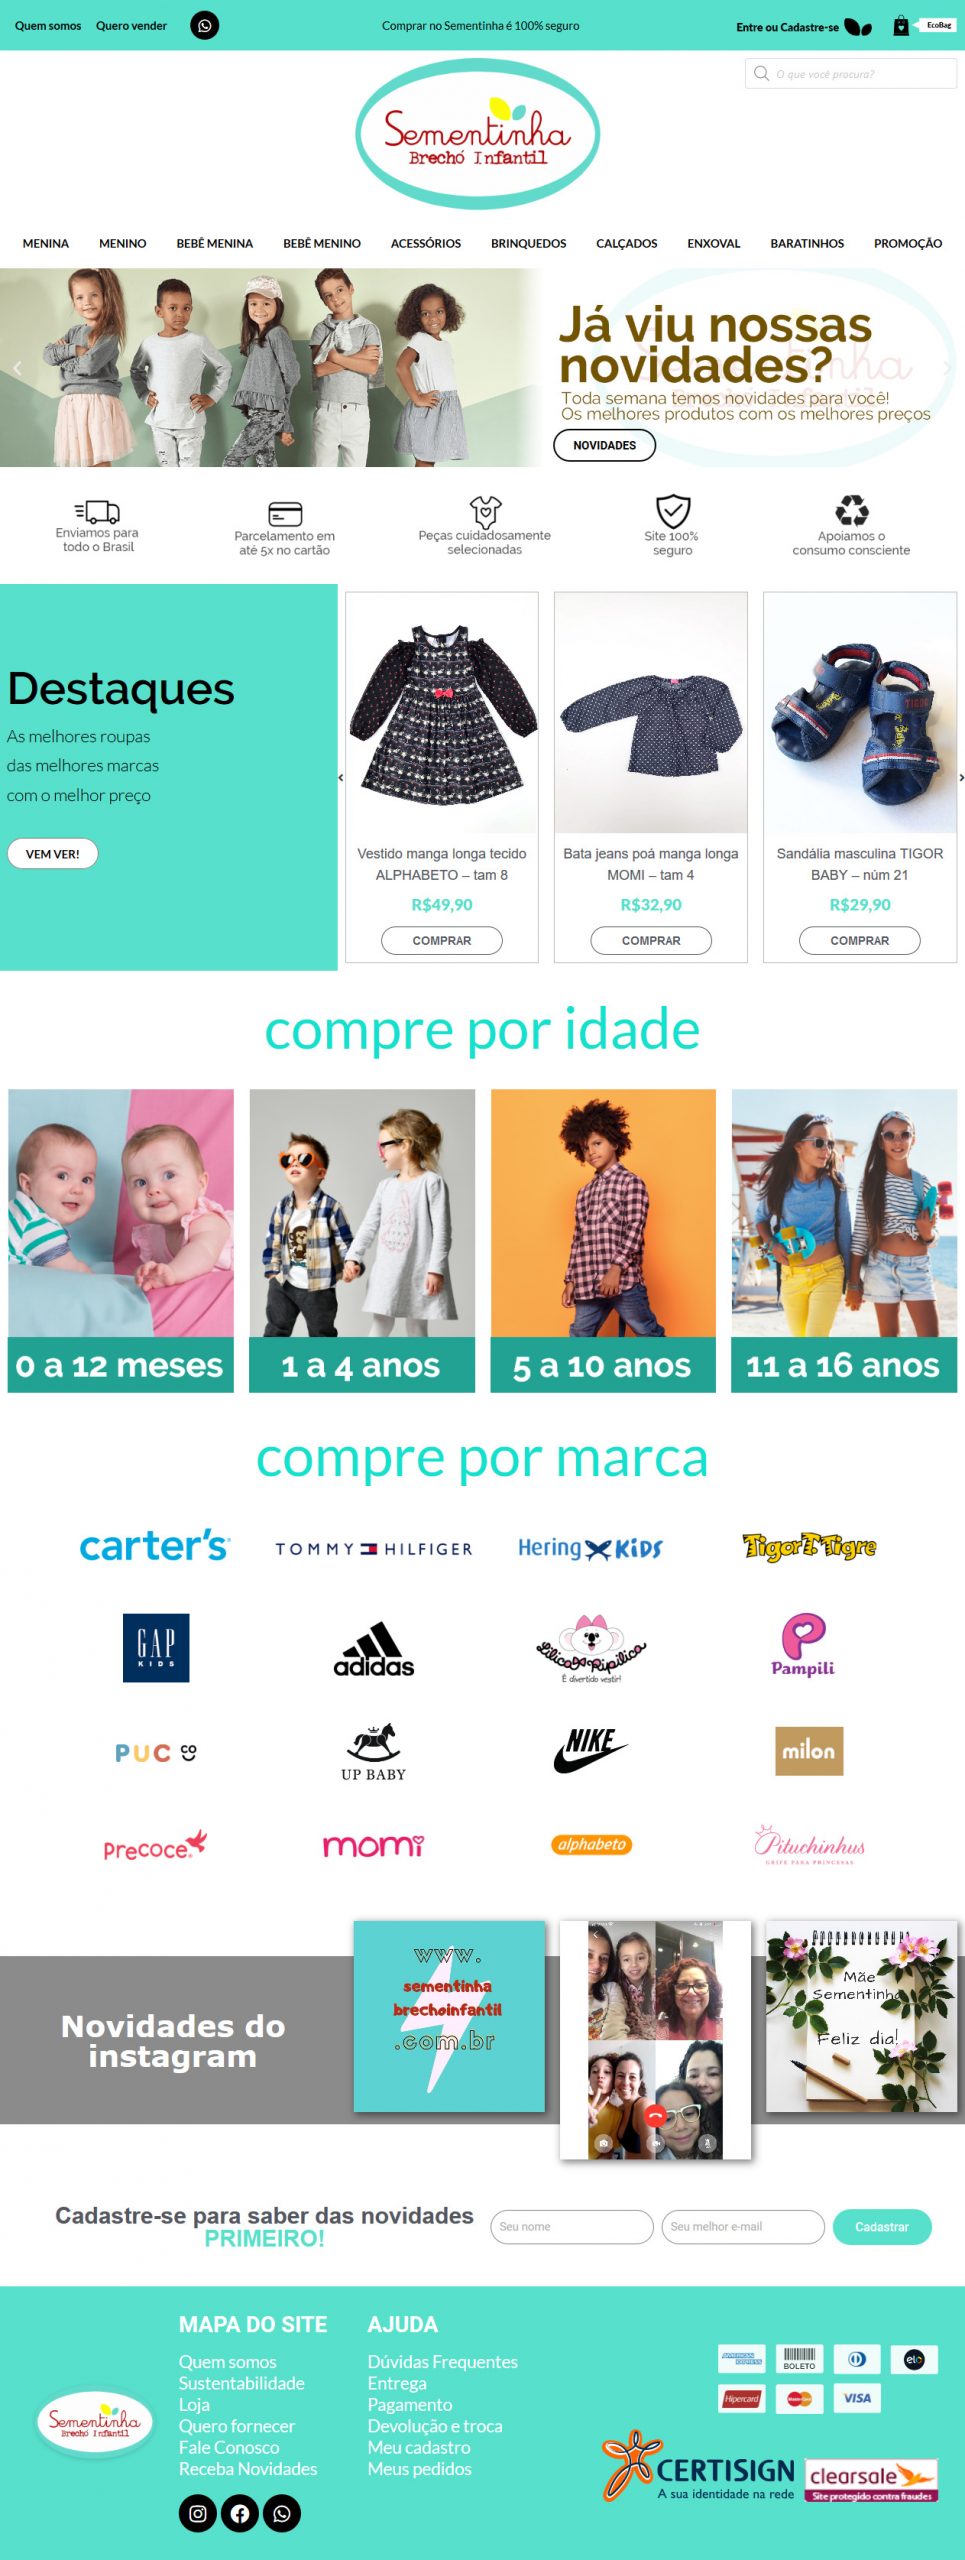 Quem somos Quero vender Comprar no Sementinha é 100% seguro Entre ou Cadastre-se EcoBag
O que você procura?
Sementinha
Brechó Infantil
MENINA MENINO BEBÊ MENINA BEBÊ MENINO ACESSÓRIOS BRINQUEDOS CALÇADOS ENXOVAL BARATINHOS PROMOÇÃO
Já viu nossas
novidades?
Toda semana temos novidades para você!
Os melhores produtos com os melhores preços
NOVIDADES
Enviamos para
todo o Brasil
Parcelamento em
até 5x no cartão
Peças cuidadosamente
selecionadas
Site 100%
seguro
Apoiamos o
consumo consciente
Destaques
As melhores roupas
das melhores marcas
com o melhor preço
VEM VER!
Vestido manga longa tecido
ALPHABETO – tam 8
R$49,90
COMPRAR
Bata jeans poá manga longa
MOMI – tam 4
R$32,90
COMPRAR
TIGOR
Sandália masculina TIGOR
BABY – núm 21
R$29,90
COMPRAR
compre por idade
0 a 12 meses
1 a 4 anos
5 a 10 anos
11 a 16 anos
compre por marca
carter's
TOMMY HILFIGER
Hering KIDS
Tigor T. Tigre
GAP
KIDS
adidas
Lilica Ripilica
É divertido vestir!
Pampili
PUC CO
UP BABY
NIKE
milon
Precoce
momi
alphabeto
Pituchinhus
GRIFE PARA PRINCESAS
Novidades do
instagram
www.
sementinha
brechoinfantil
.com.br
Mãe
Sementinha
Feliz dia!
Cadastre-se para saber das novidades
PRIMEIRO!
Seu nome
Seu melhor e-mail
Cadastrar
Sementinha
Brechó Infantil
MAPA DO SITE
Quem somos
Sustentabilidade
Loja
Quero fornecer
Fale Conosco
Receba Novidades
AJUDA
Dúvidas Frequentes
Entrega
Pagamento
Devolução e troca
Meu cadastro
Meus pedidos
AMERICAN EXPRESS
BOLETO
elo
Hipercard
MasterCard
VISA
CERTISIGN
A sua identidade na rede
clearsale
Site protegido contra fraudes